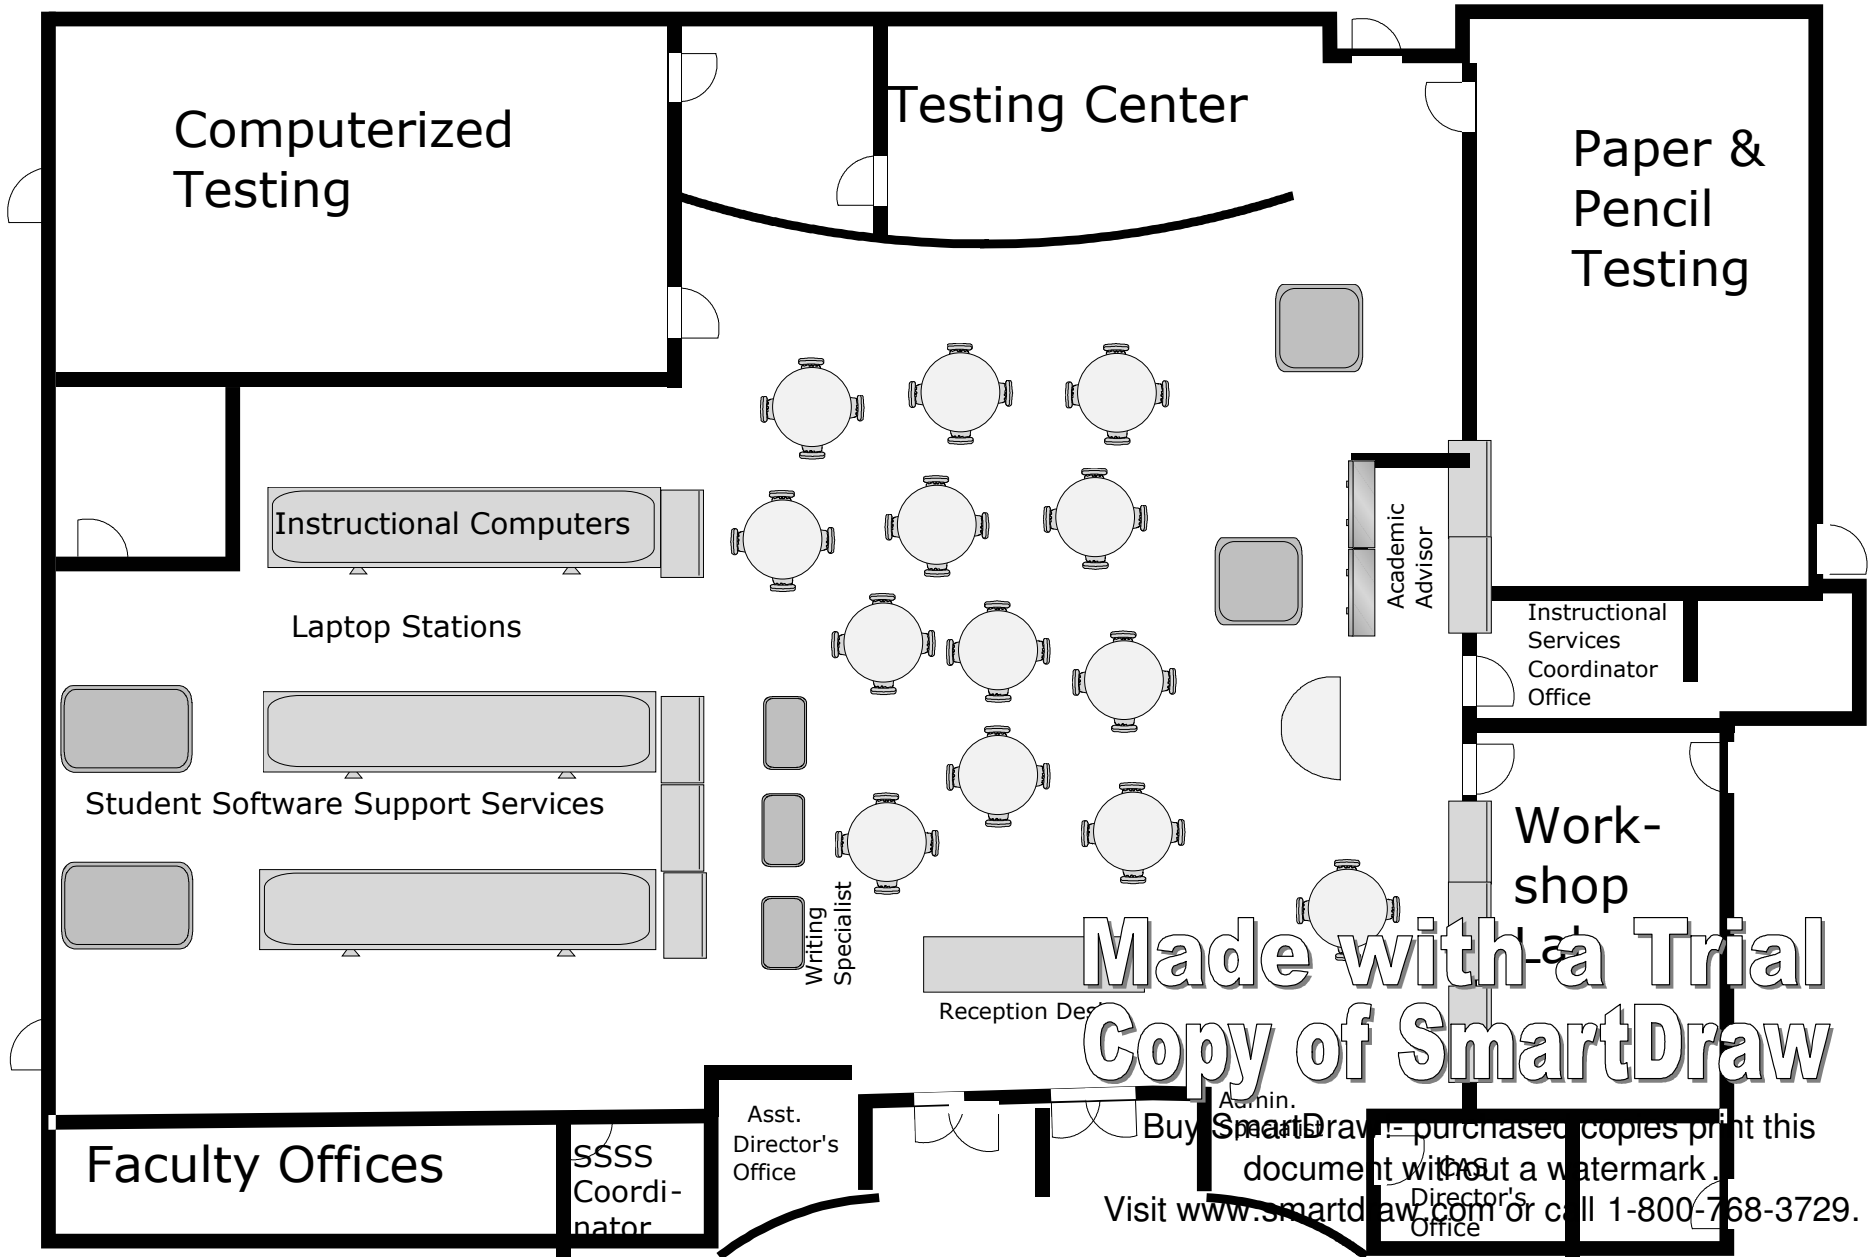 Computerized
Testing
Testing Center
Paper &
Pencil
Testing
Instructional Computers
Academic
Advisor
Laptop Stations
Instructional
Services
Coordinator
Office
Student Software Support Services
Work-
shop
Lab
Writing
Specialist
Reception Desk
Made with a Trial
Copy of SmartDraw
Buy SmartDraw!- purchased copies print this
document without a watermark .
Visit www.smartdraw.com or call 1-800-768-3729.
Faculty Offices
SSSS
Coordi-
nator
Asst.
Director's
Office
Admin.
Specialist
CAS
Director's
Office